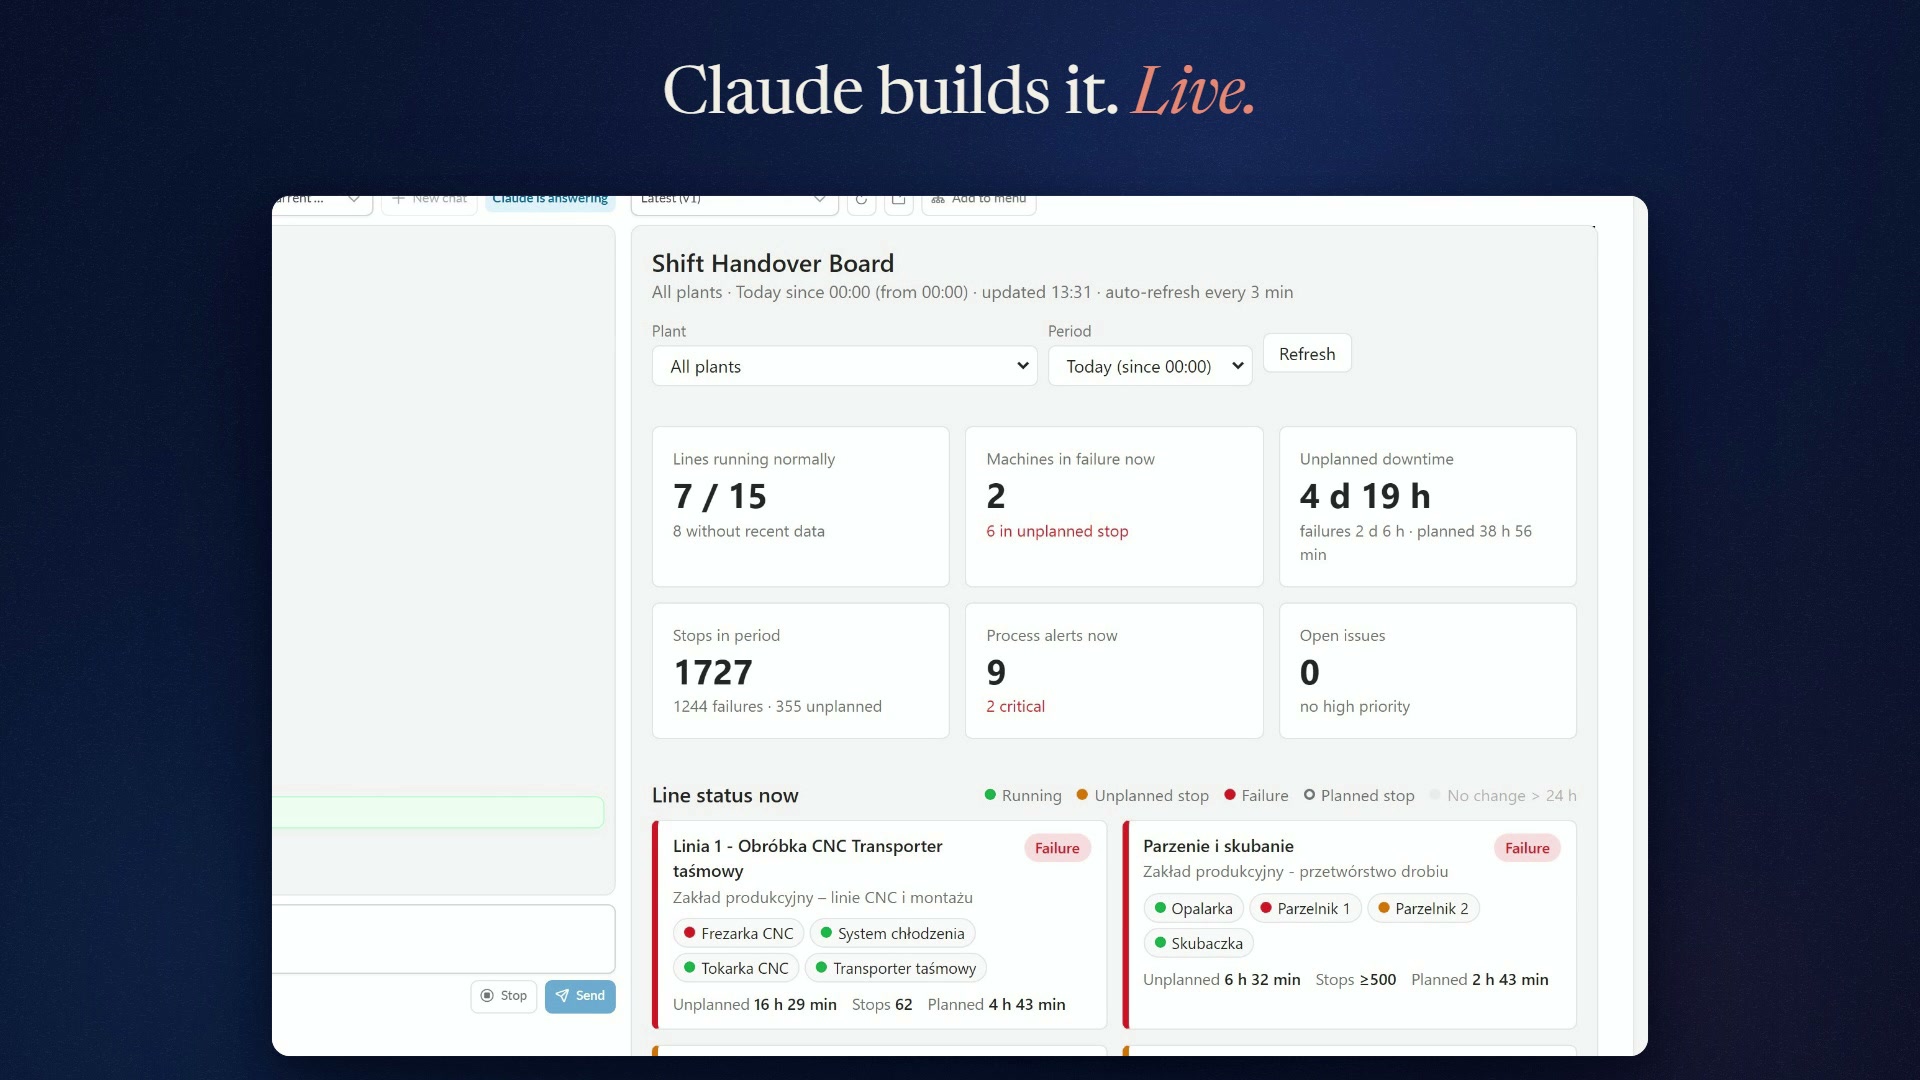 Claude builds it. Live.
New chat
Claude is answering
Latest (V1)
Add to menu
Shift Handover Board
All plants · Today since 00:00 (from 00:00) · updated 13:31 · auto-refresh every 3 min
Plant
Period
All plants
Today (since 00:00)
Refresh
Lines running normally
7 / 15
8 without recent data
Machines in failure now
2
6 in unplanned stop
Unplanned downtime
4 d 19 h
failures 2 d 6 h · planned 38 h 56
min
Stops in period
1727
1244 failures · 355 unplanned
Process alerts now
9
2 critical
Open issues
0
no high priority
Line status now
Running
Unplanned stop
Failure
Planned stop
No change > 24 h
Linia 1 - Obróbka CNC Transporter
taśmowy
Failure
Zakład produkcyjny – linie CNC i montażu
Frezarka CNC
System chłodzenia
Tokarka CNC
Transporter taśmowy
Unplanned 16 h 29 min Stops 62 Planned 4 h 43 min
Parzenie i skubanie
Failure
Zakład produkcyjny - przetwórstwo drobiu
Opalarka
Parzelnik 1
Parzelnik 2
Skubaczka
Unplanned 6 h 32 min Stops ≥500 Planned 2 h 43 min
Stop
Send